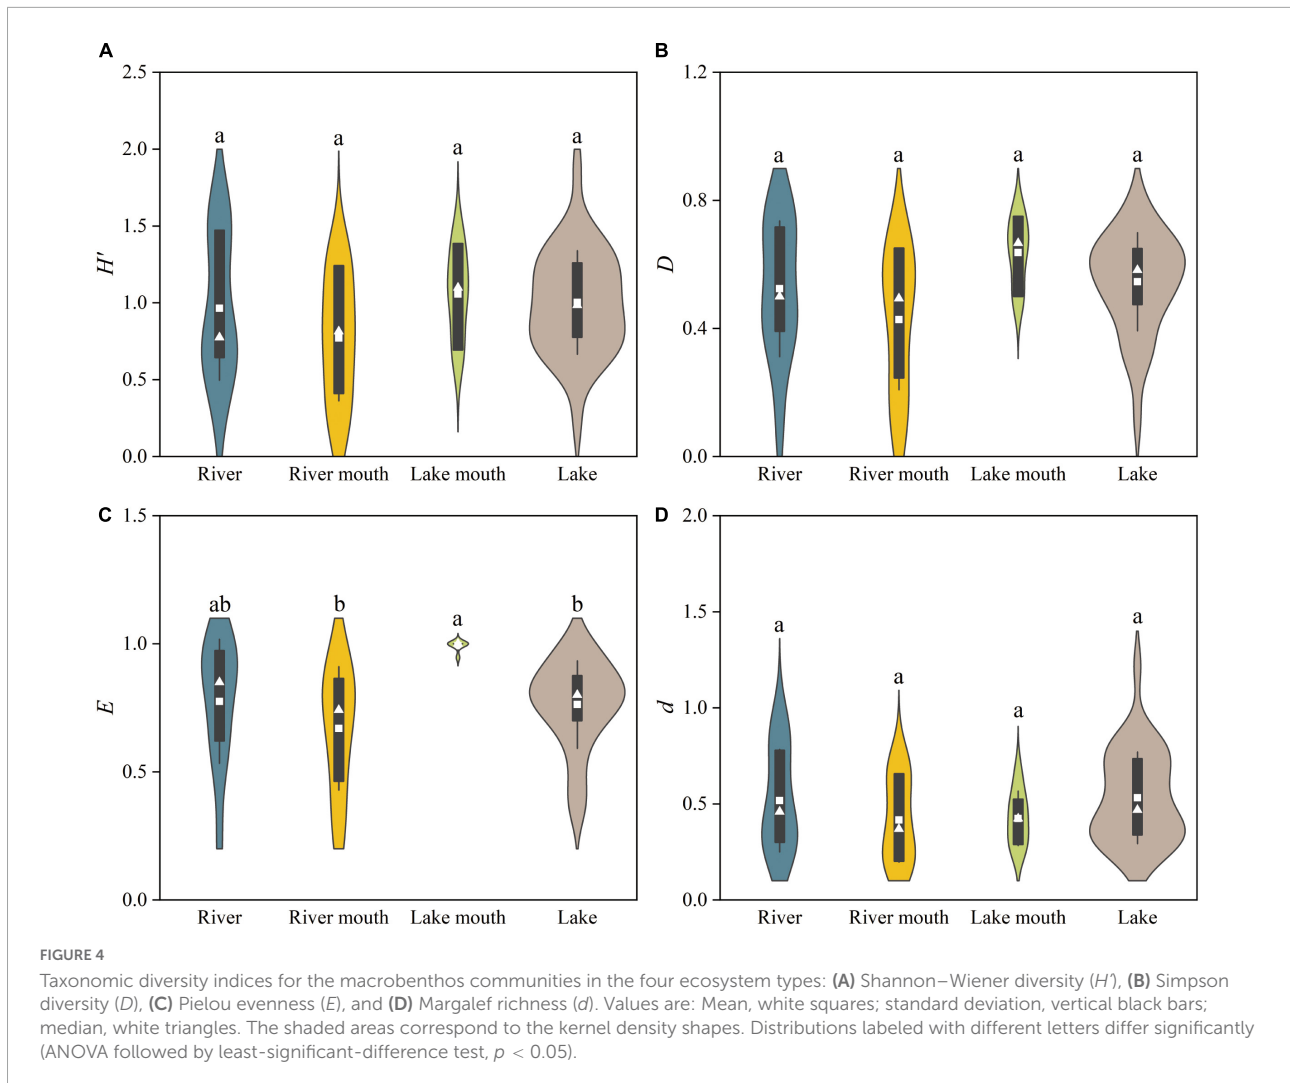 A
2.5
2.0
1.5
1.0
0.5
0.0
H'
a
a
a
a
River
River mouth
Lake mouth
Lake
B
1.2
0.8
0.4
0.0
D
a
a
a
a
River
River mouth
Lake mouth
Lake
C
1.5
1.0
0.5
0.0
E
ab
b
a
b
River
River mouth
Lake mouth
Lake
D
2.0
1.5
1.0
0.5
0.0
d
a
a
a
a
River
River mouth
Lake mouth
Lake
FIGURE 4
Taxonomic diversity indices for the macrobenthos communities in the four ecosystem types: (A) Shannon–Wiener diversity (H'), (B) Simpson
diversity (D), (C) Pielou evenness (E), and (D) Margalef richness (d). Values are: Mean, white squares; standard deviation, vertical black bars;
median, white triangles. The shaded areas correspond to the kernel density shapes. Distributions labeled with different letters differ significantly
(ANOVA followed by least-significant-difference test, p < 0.05).